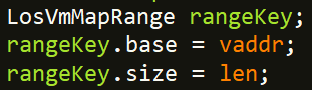 LosVmMapRange rangeKey;
rangeKey.base = vaddr;
rangeKey.size = len;